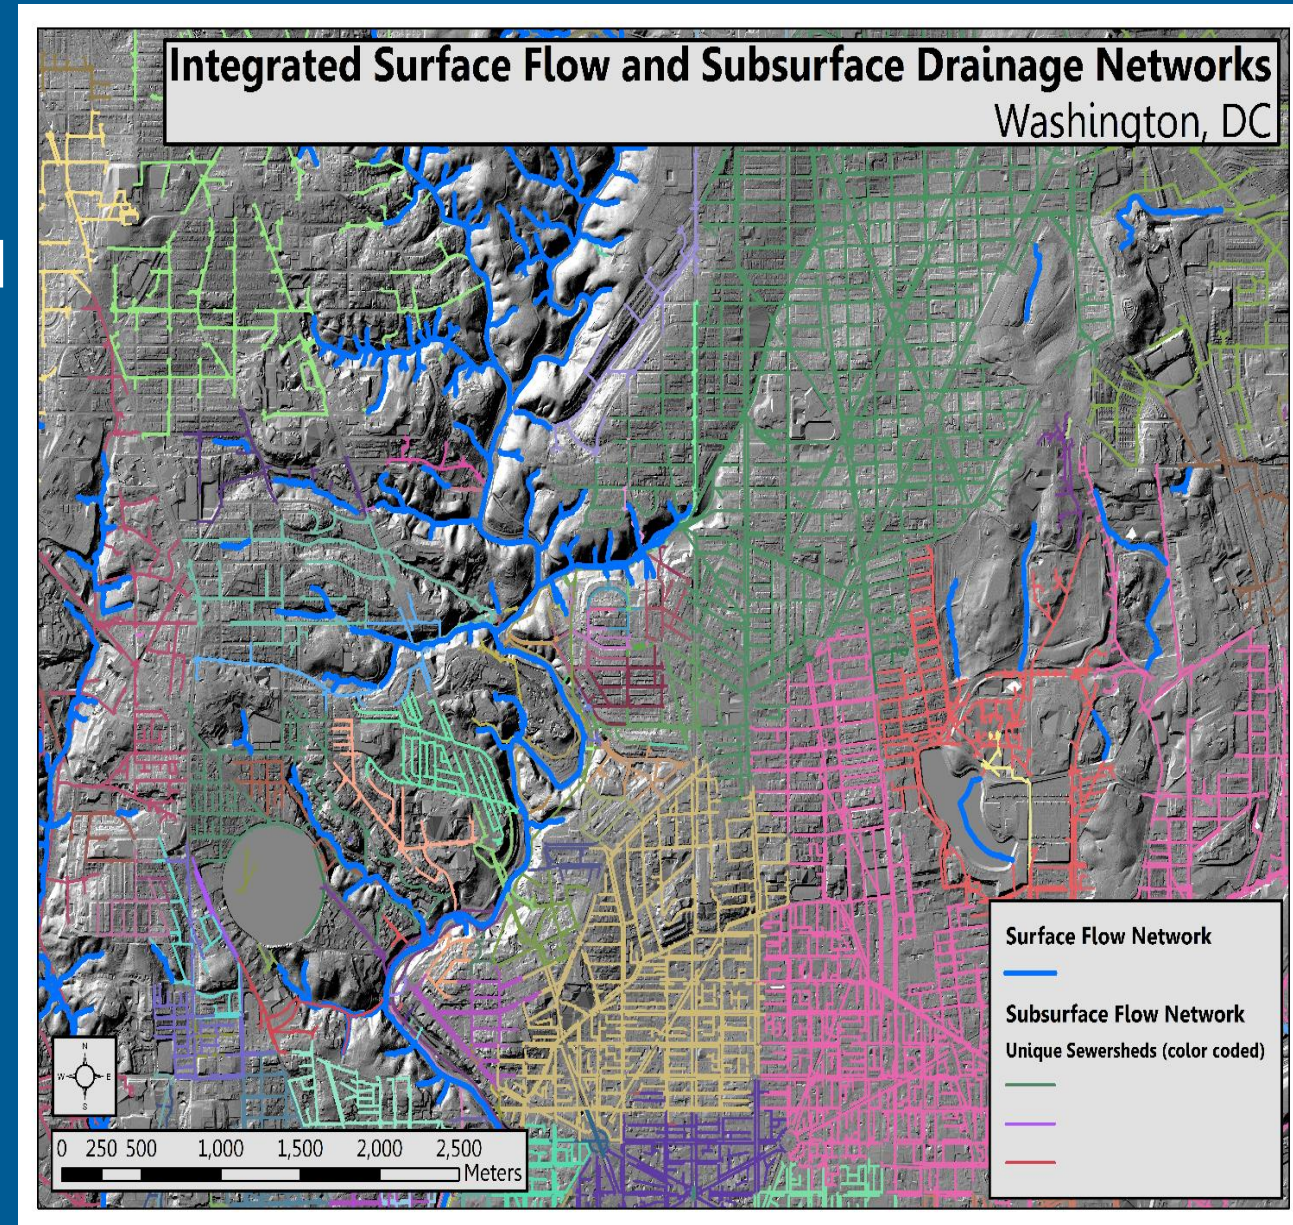 Integrated Surface Flow and Subsurface Drainage Networks
Washington, DC
Surface Flow Network
Subsurface Flow Network
Unique Sewersheds (color coded)
N
W E
S
0 250 500 1,000 1,500 2,000 2,500
Meters